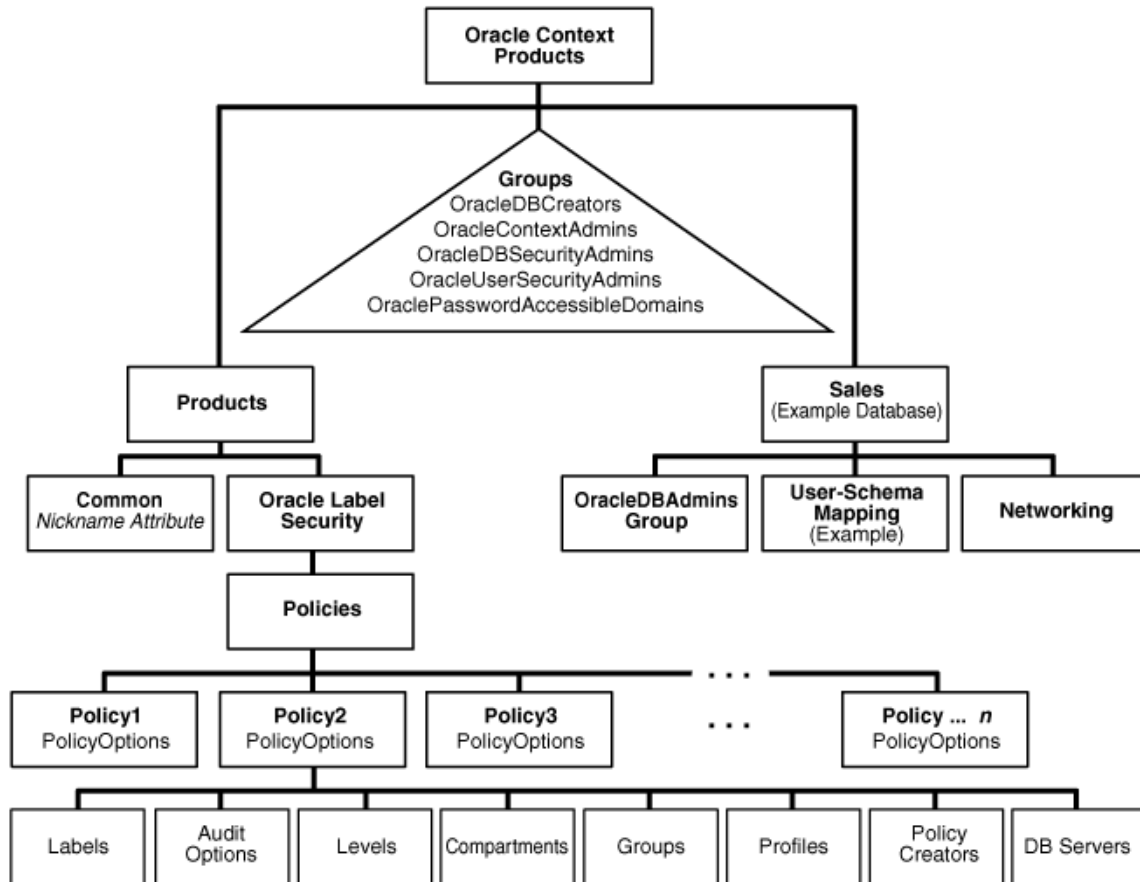 Oracle Context
Products
Groups
OracleDBCreators
OracleContextAdmins
OracleDBSecurityAdmins
OracleUserSecurityAdmins
OraclePasswordAccessibleDomains
Products
Sales
(Example Database)
Common
Nickname Attribute
Oracle Label
Security
OracleDBAdmins
Group
User-Schema
Mapping
(Example)
Networking
Policies
. . .
Policy1
PolicyOptions
Policy2
PolicyOptions
Policy3
PolicyOptions
. . .
Policy ... n
PolicyOptions
Labels
Audit
Options
Levels
Compartments
Groups
Profiles
Policy
Creators
DB Servers